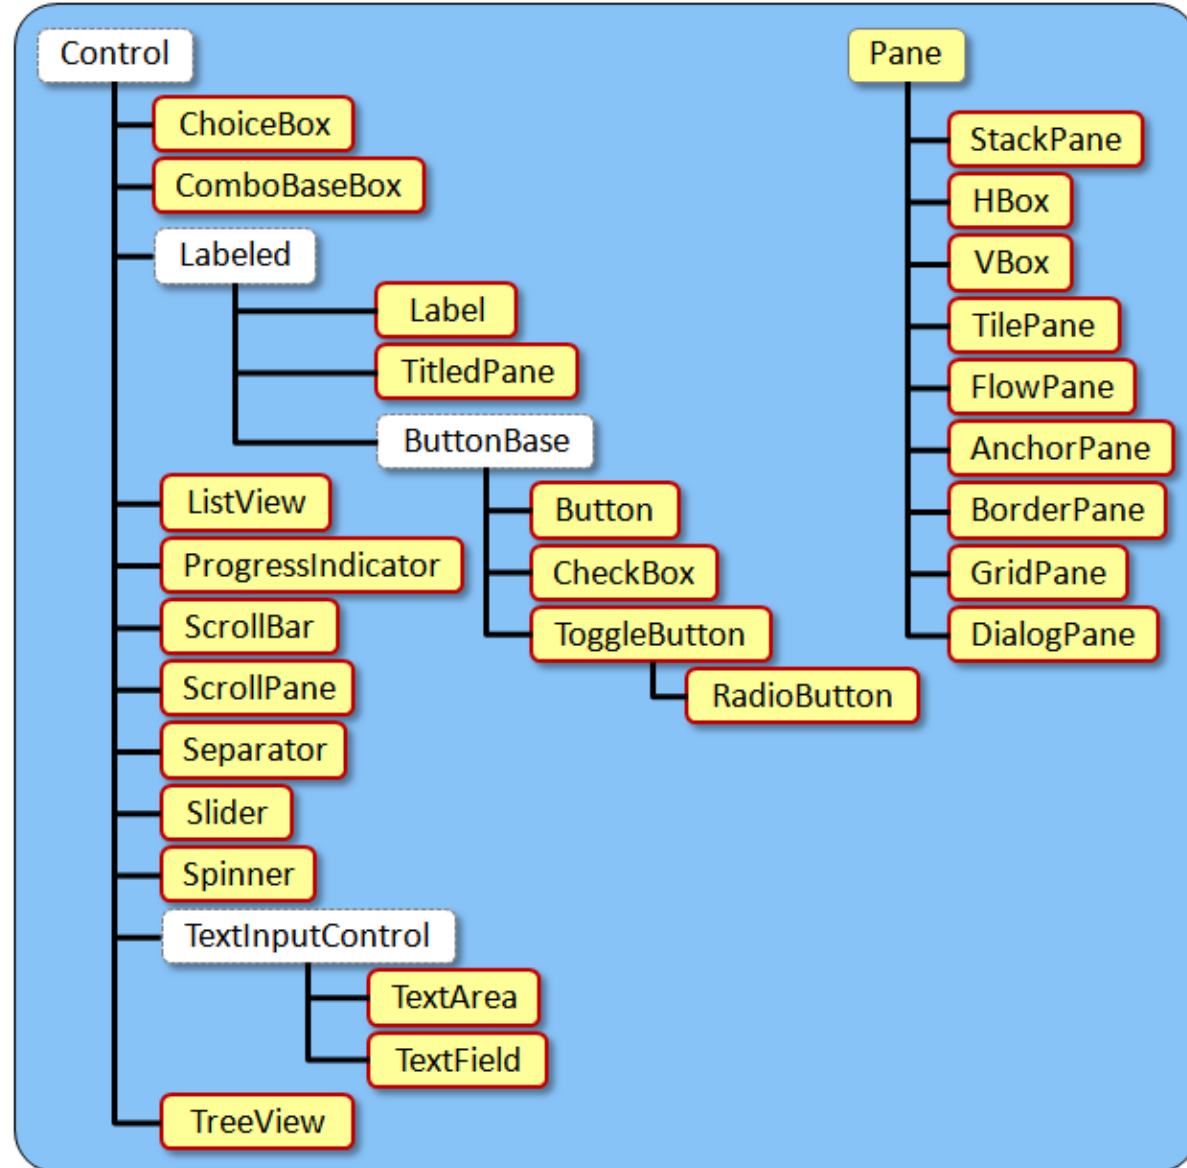 Control
ChoiceBox
ComboBaseBox
Labeled
Label
TitledPane
ButtonBase
Button
CheckBox
ToggleButton
RadioButton
ListView
ProgressIndicator
ScrollBar
ScrollPane
Separator
Slider
Spinner
TextInputControl
TextArea
TextField
TreeView
Pane
StackPane
HBox
VBox
TilePane
FlowPane
AnchorPane
BorderPane
GridPane
DialogPane